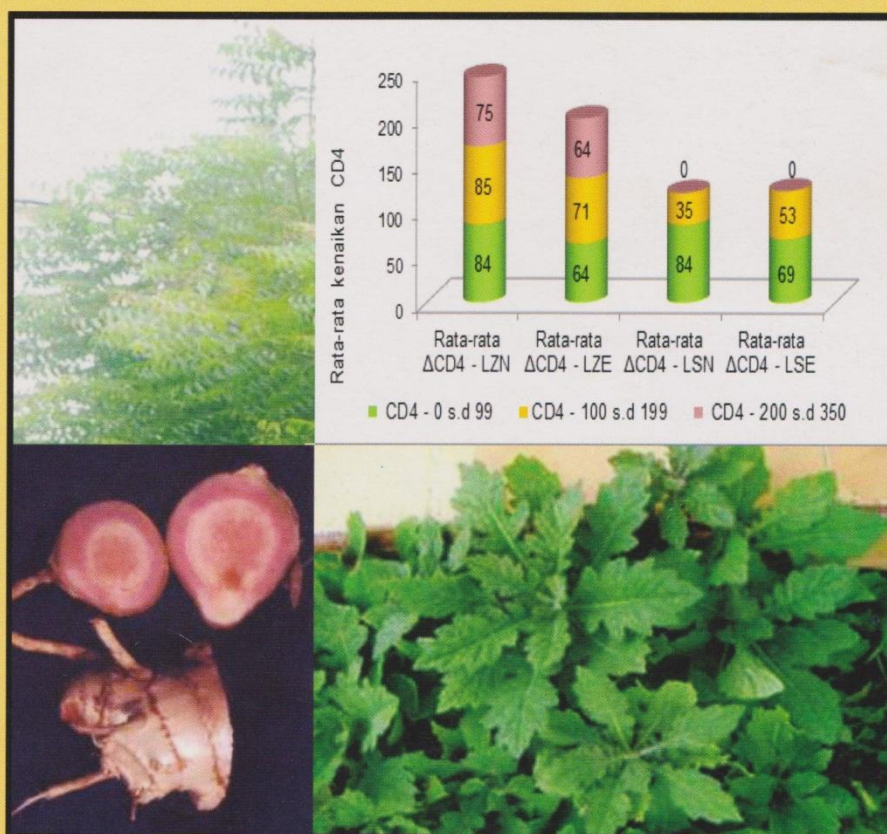 Rata-rata kenaikan CD4
250
200
150
100
50
0
75
85
84
64
71
64
0
35
84
0
53
69
Rata-rata
ΔCD4 - LZN
Rata-rata
ΔCD4 - LZE
Rata-rata
ΔCD4 - LSN
Rata-rata
ΔCD4 - LSE
CD4 - 0 s.d 99
CD4 - 100 s.d 199
CD4 - 200 s.d 350